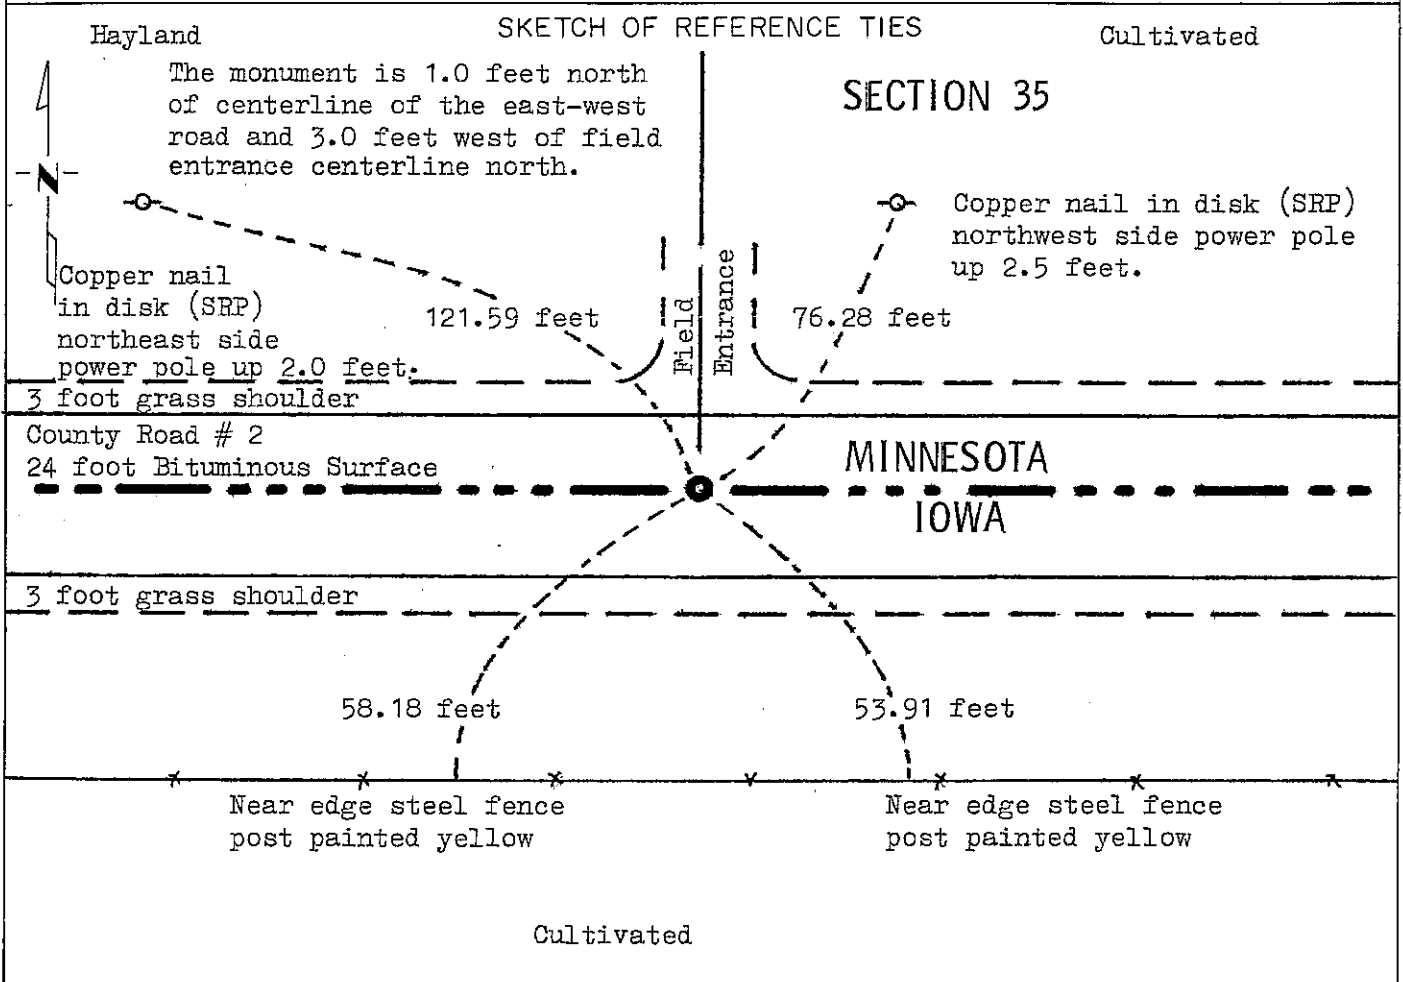 SKETCH OF REFERENCE TIES
Hayland
Cultivated
The monument is 1.0 feet north
of centerline of the east-west
road and 3.0 feet west of field
entrance centerline north.
SECTION 35
N
Copper nail in disk (SRP)
northwest side power pole
up 2.5 feet.
Copper nail
in disk (SRP)
northeast side
power pole up 2.0 feet.
121.59 feet
Field
Entrance
76.28 feet
3 foot grass shoulder
County Road # 2
24 foot Bituminous Surface
MINNESOTA
IOWA
3 foot grass shoulder
58.18 feet
53.91 feet
Near edge steel fence
post painted yellow
Near edge steel fence
post painted yellow
Cultivated